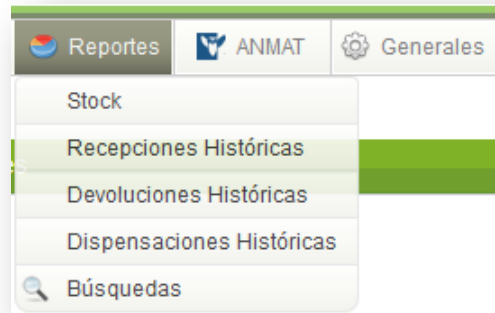 Reportes ANMAT Generales
Stock
Recepciones Históricas
Devoluciones Históricas
Dispensaciones Históricas
Búsquedas